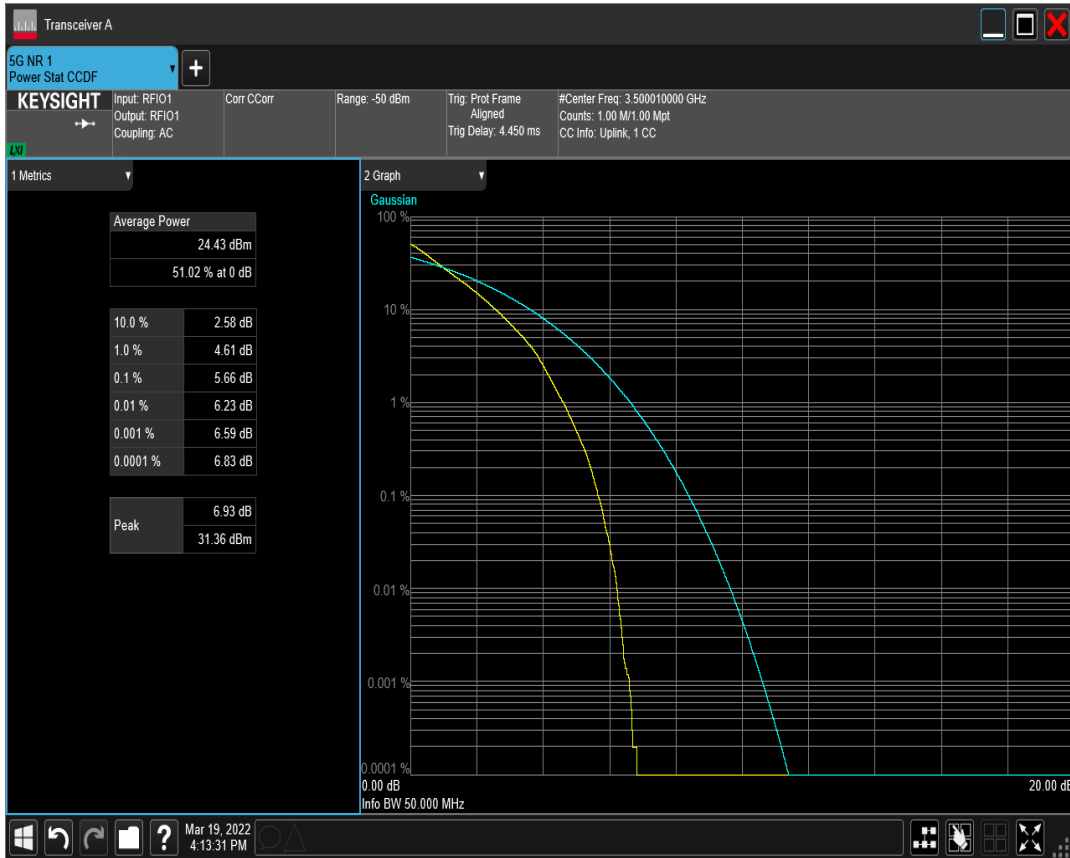 Transceiver A
5G NR 1
Power Stat CCDF
+
KEYSIGHT
LXI
Input: RFIO1
Output: RFIO1
Coupling: AC
Corr CCorr
Range: -50 dBm
Trig: Prot Frame
Aligned
Trig Delay: 4.450 ms
#Center Freq: 3.500010000 GHz
Counts: 1.00 M/1.00 Mpt
CC Info: Uplink, 1 CC
1 Metrics
Average Power
24.43 dBm
51.02 % at 0 dB
10.0 % 2.58 dB
1.0 % 4.61 dB
0.1 % 5.66 dB
0.01 % 6.23 dB
0.001 % 6.59 dB
0.0001 % 6.83 dB
Peak 6.93 dB
31.36 dBm
2 Graph
Gaussian
100 %
10 %
1 %
0.1 %
0.01 %
0.001 %
0.0001 %
0.00 dB 20.00 dB
Info BW 50.000 MHz
? Mar 19, 2022
4:13:31 PM